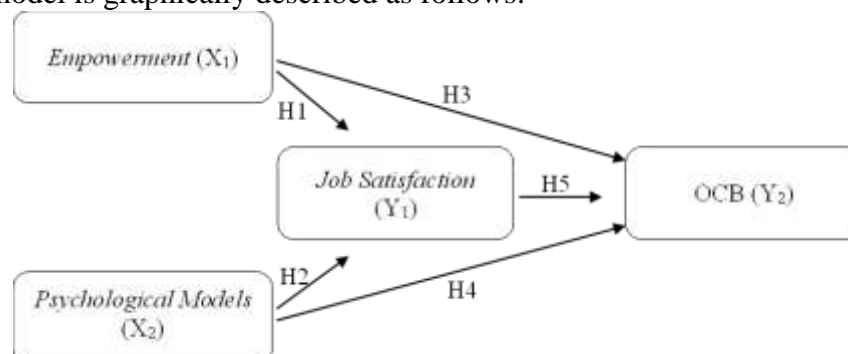 model is graphically described as follows:
Empowerment (X₁)
H3
H1
Job Satisfaction
(Y₁)
H5
OCB (Y₂)
H2
Psychological Models
(X₂)
H4